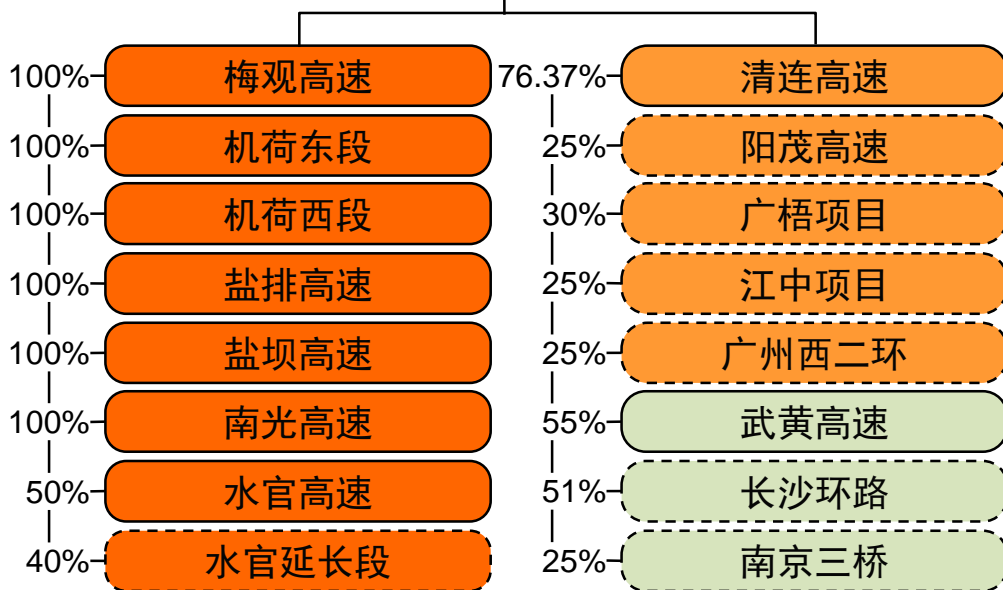 100% 梅观高速
100% 机荷东段
100% 机荷西段
100% 盐排高速
100% 盐坝高速
100% 南光高速
50% 水官高速
40% 水官延长段
76.37% 清连高速
25% 阳茂高速
30% 广梧项目
25% 江中项目
25% 广州西二环
55% 武黄高速
51% 长沙环路
25% 南京三桥